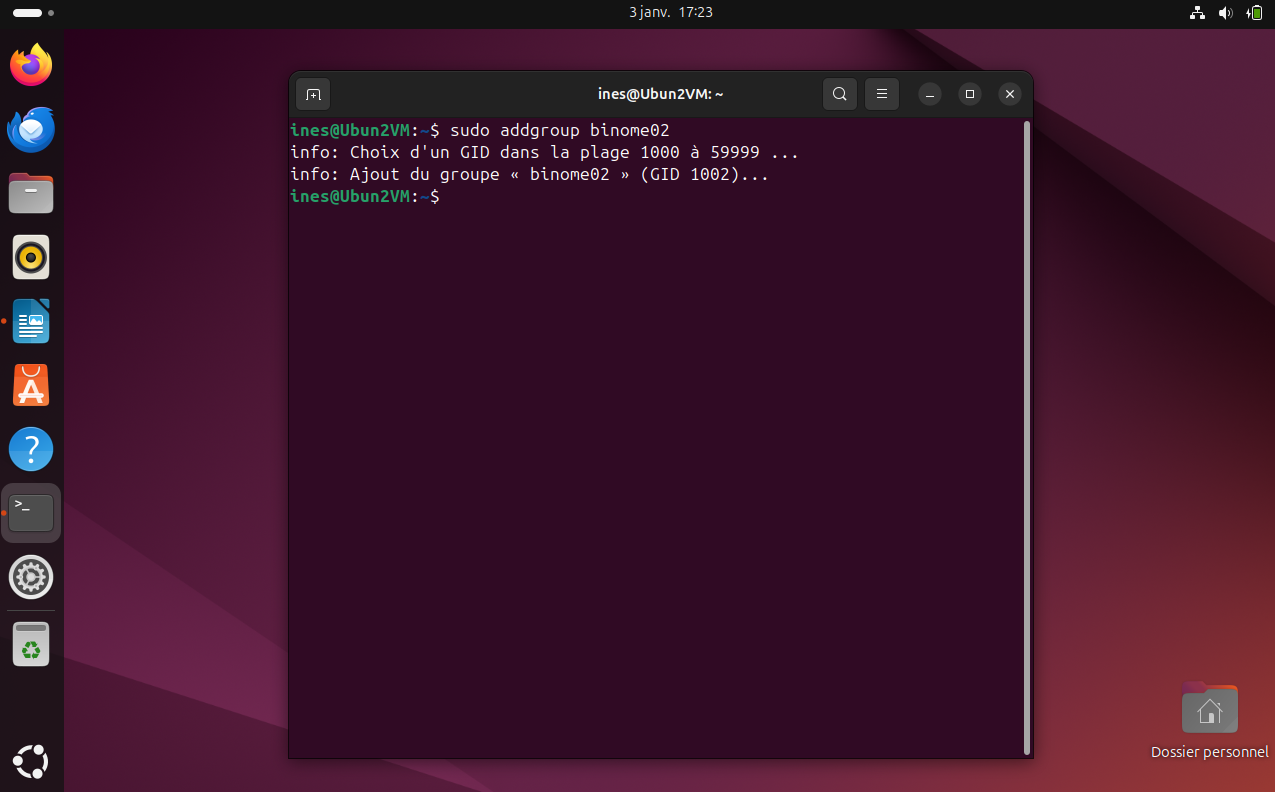 3 janv. 17:23
ines@Ubun2VM: ~
ines@Ubun2VM:~$ sudo addgroup binome02
info: Choix d'un GID dans la plage 1000 à 59999 ...
info: Ajout du groupe « binome02 » (GID 1002)...
ines@Ubun2VM:~$
Dossier personnel